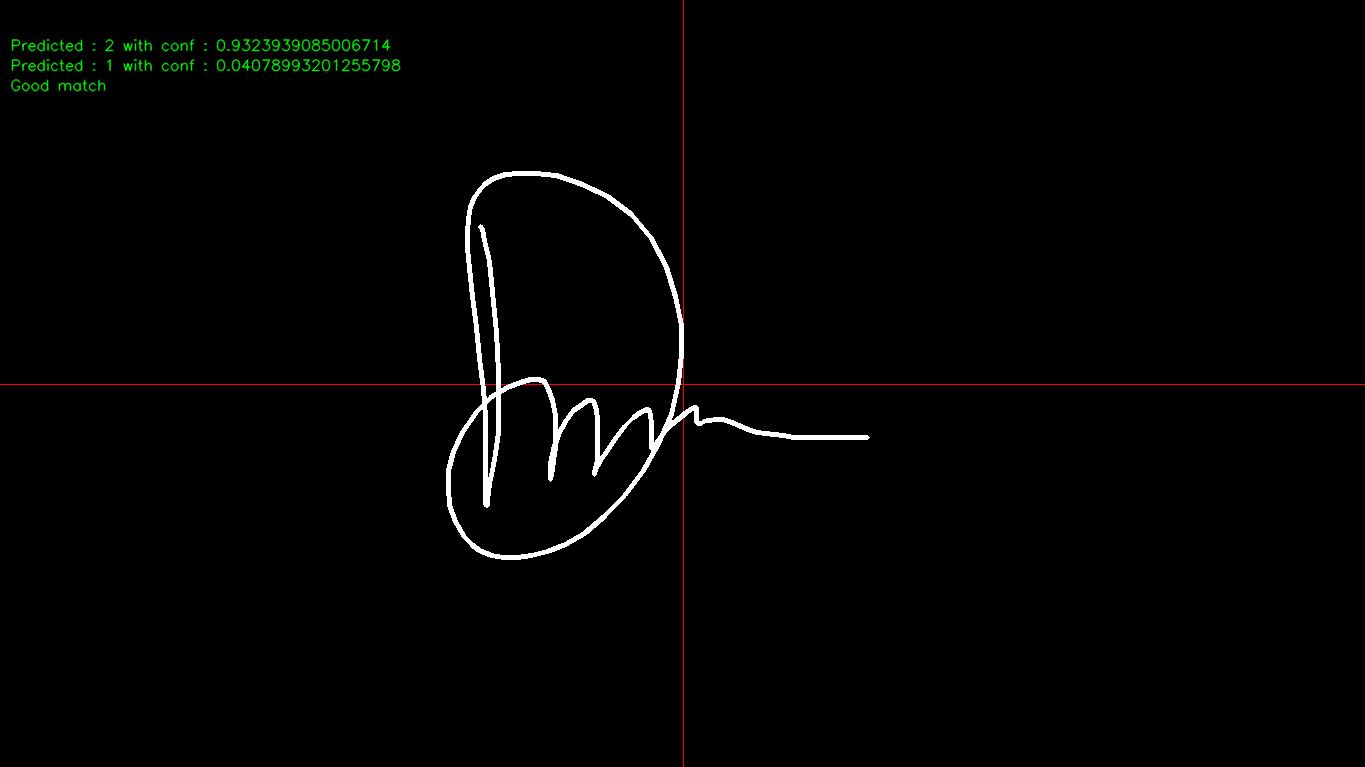 Predicted : 2 with conf : 0.9323939085006714
Predicted : 1 with conf : 0.04078993201255798
Good match